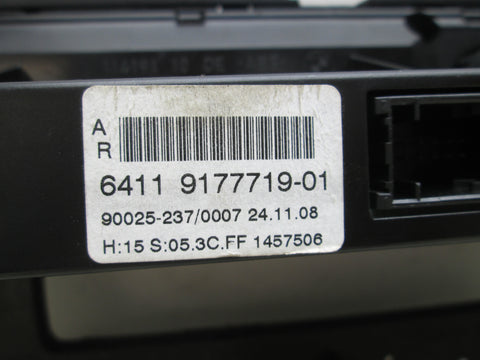 A
R
6411 9177719-01
90025-237/0007 24.11.08
H:15 S:05.3C.FF 1457506